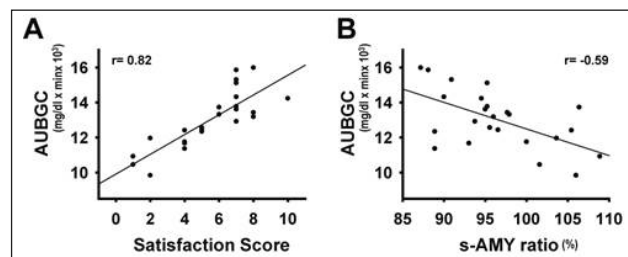 A
r= 0.82
AUBGC
(mg/dl x minx 10³)
16
14
12
10
0 2 4 6 8 10
Satisfaction Score
B
r= -0.59
AUBGC
(mg/dl x minx 10³)
16
14
12
10
85 90 95 100 105 110
s-AMY ratio (%)